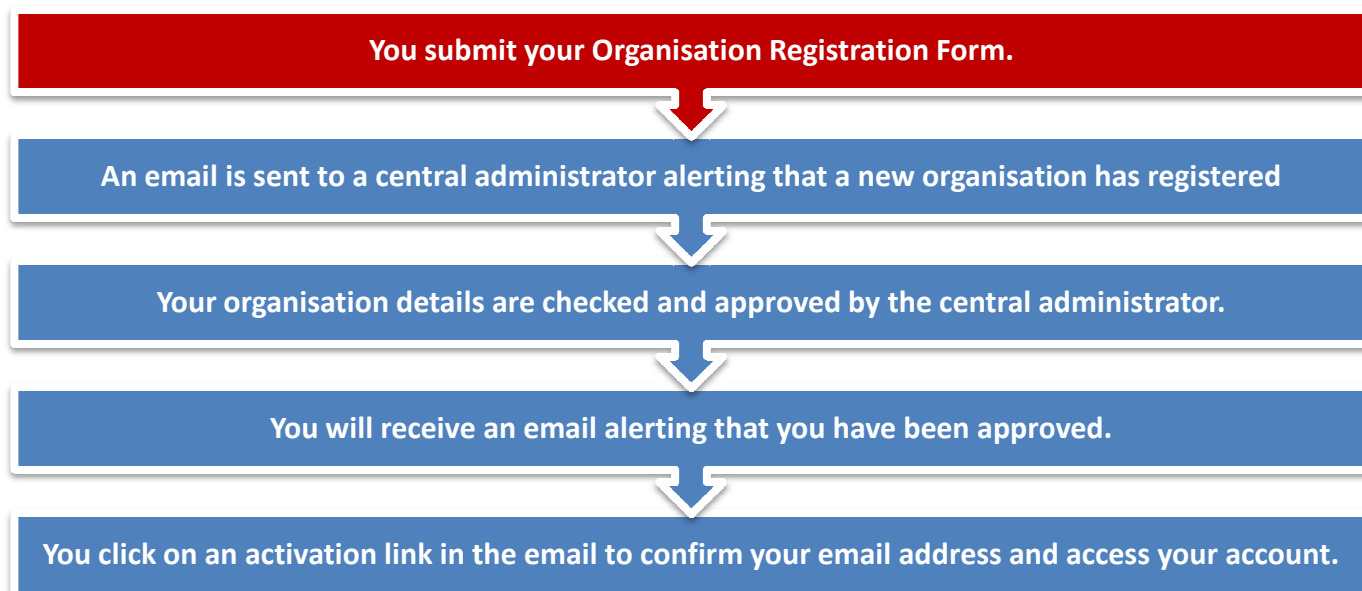 You submit your Organisation Registration Form.
An email is sent to a central administrator alerting that a new organisation has registered
Your organisation details are checked and approved by the central administrator.
You will receive an email alerting that you have been approved.
You click on an activation link in the email to confirm your email address and access your account.